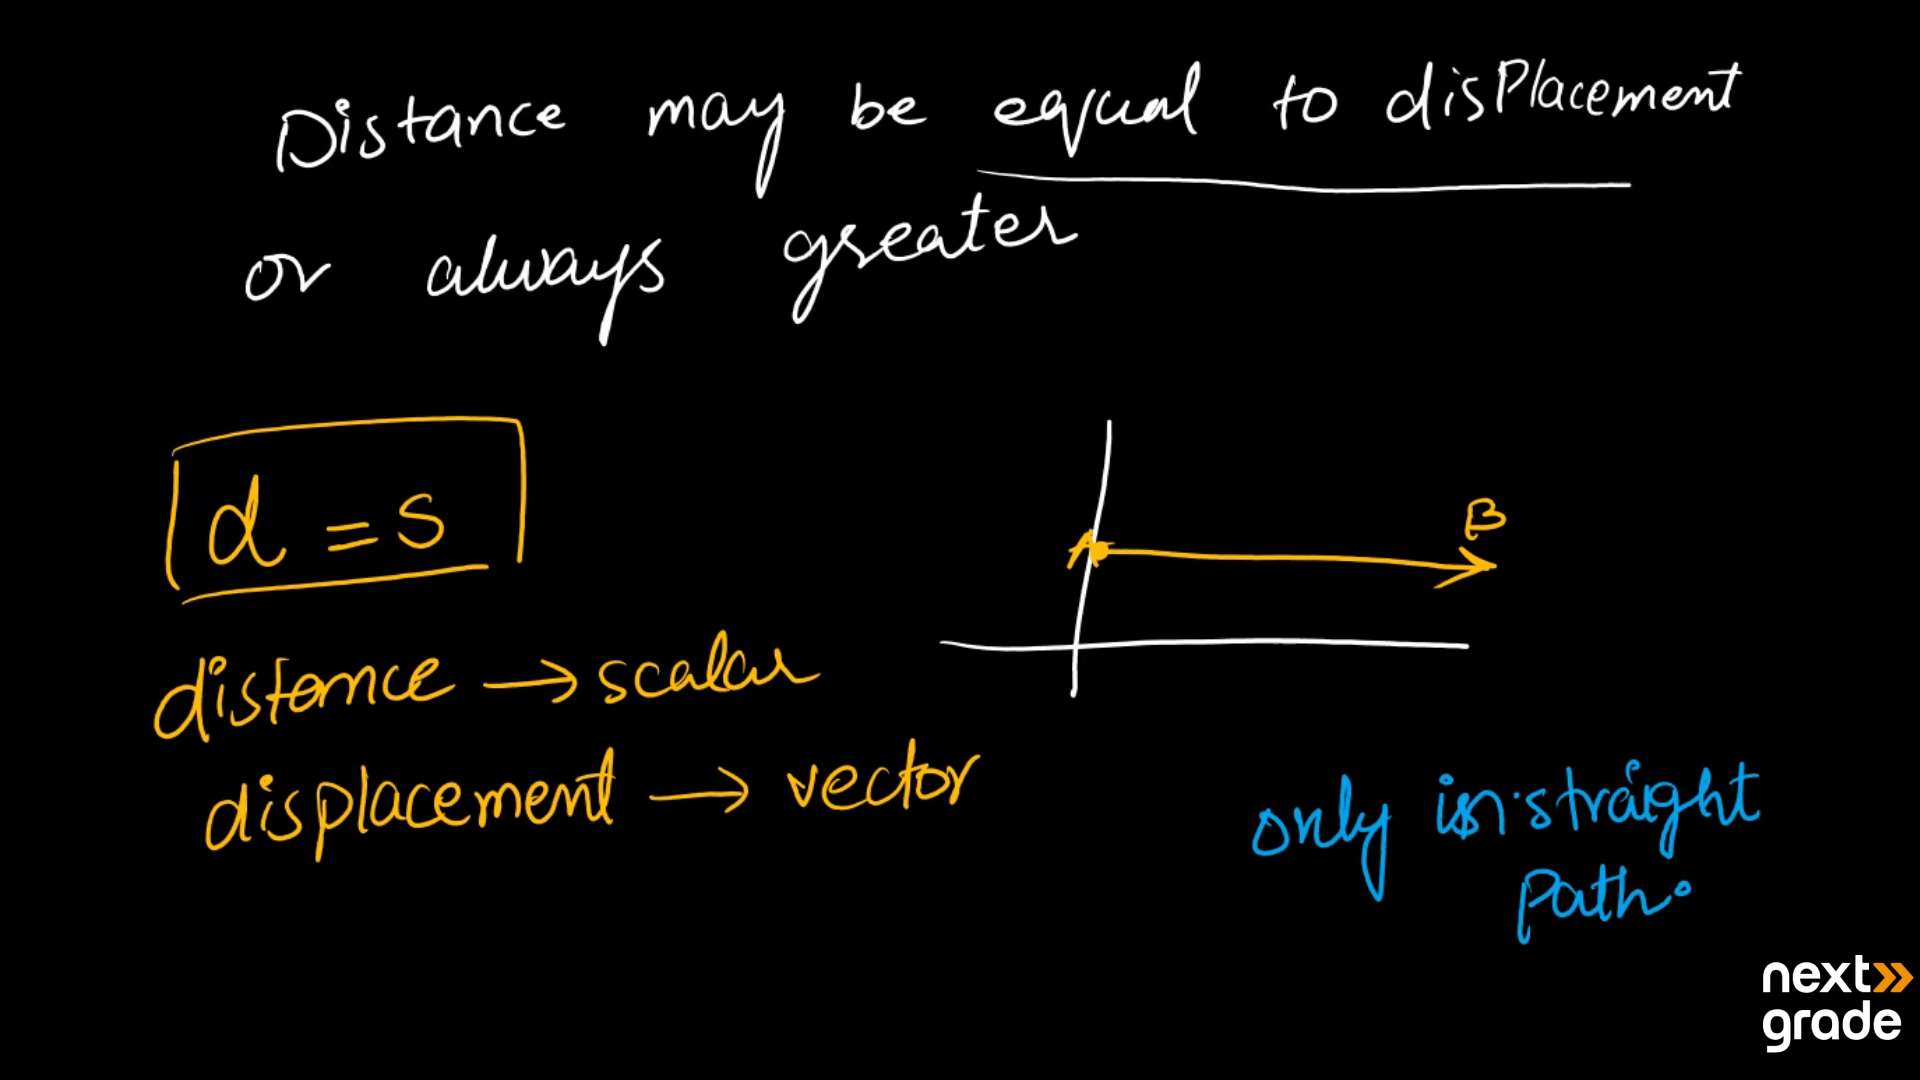 Distance may be equal to displacement
or always greater
d = s
A
B
distance → scalar
displacement → vector
only in straight
path.
next
grade